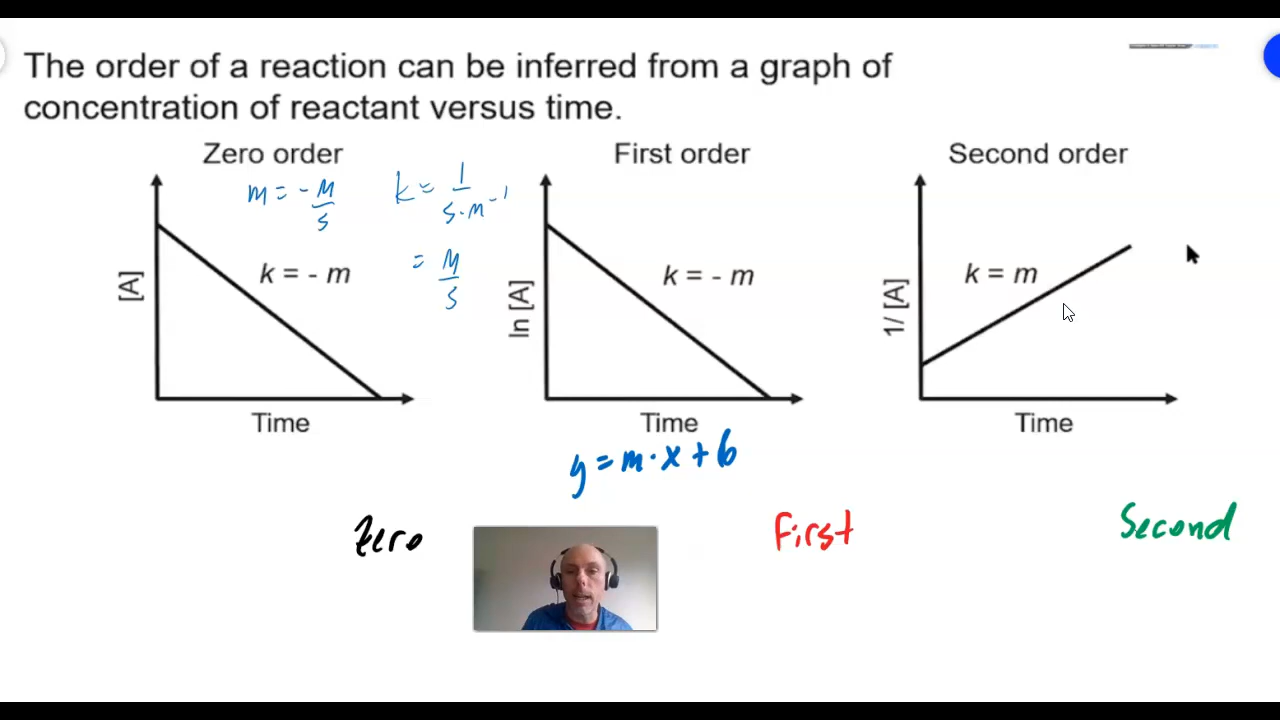 The order of a reaction can be inferred from a graph of
concentration of reactant versus time.
Zero order
m = - M/s
k = 1/s·M⁻¹
= M/s
k = - m
[A]
Time
First order
k = - m
ln [A]
Time
Second order
k = m
1/ [A]
Time
y = m·x + b
Zero
First
Second